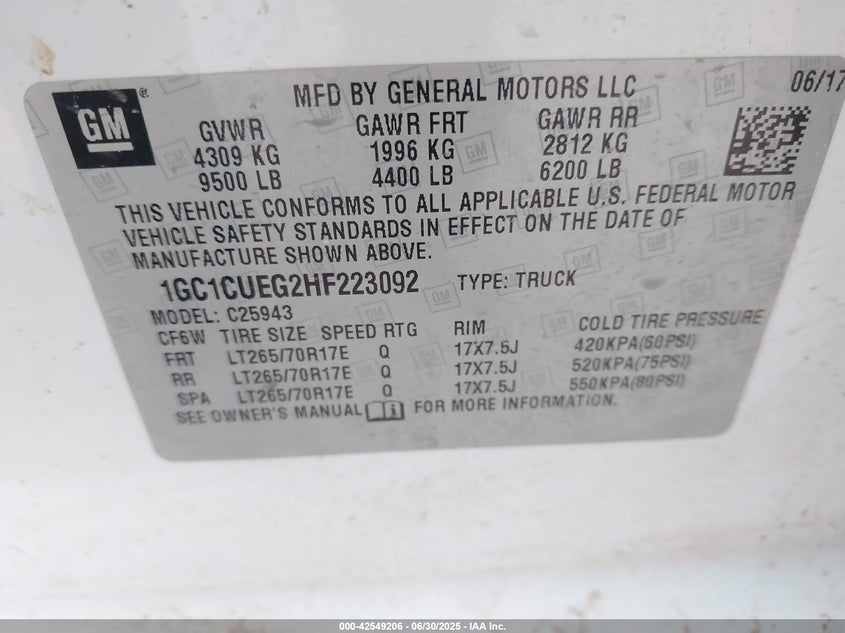 MFD BY GENERAL MOTORS LLC 06/17
GM ®
GVWR GAWR FRT GAWR RR
4309 KG 1996 KG 2812 KG
9500 LB 4400 LB 6200 LB
THIS VEHICLE CONFORMS TO ALL APPLICABLE U.S. FEDERAL MOTOR
VEHICLE SAFETY STANDARDS IN EFFECT ON THE DATE OF
MANUFACTURE SHOWN ABOVE.
1GC1CUEG2HF223092 TYPE: TRUCK
MODEL: C25943
CF6W TIRE SIZE SPEED RTG RIM COLD TIRE PRESSURE
FRT LT265/70R17E Q 17X7.5J 420KPA(60PSI)
RR LT265/70R17E Q 17X7.5J 520KPA(75PSI)
SPA LT265/70R17E Q 17X7.5J 550KPA(80PSI)
SEE OWNER'S MANUAL i FOR MORE INFORMATION.
000-42549206 - 06/30/2025 - IAA Inc.